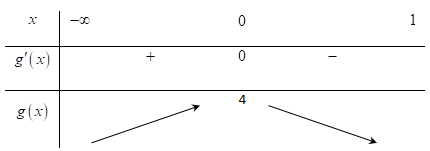 x −∞ 0 1
g′(x) + 0 −
4
g(x)